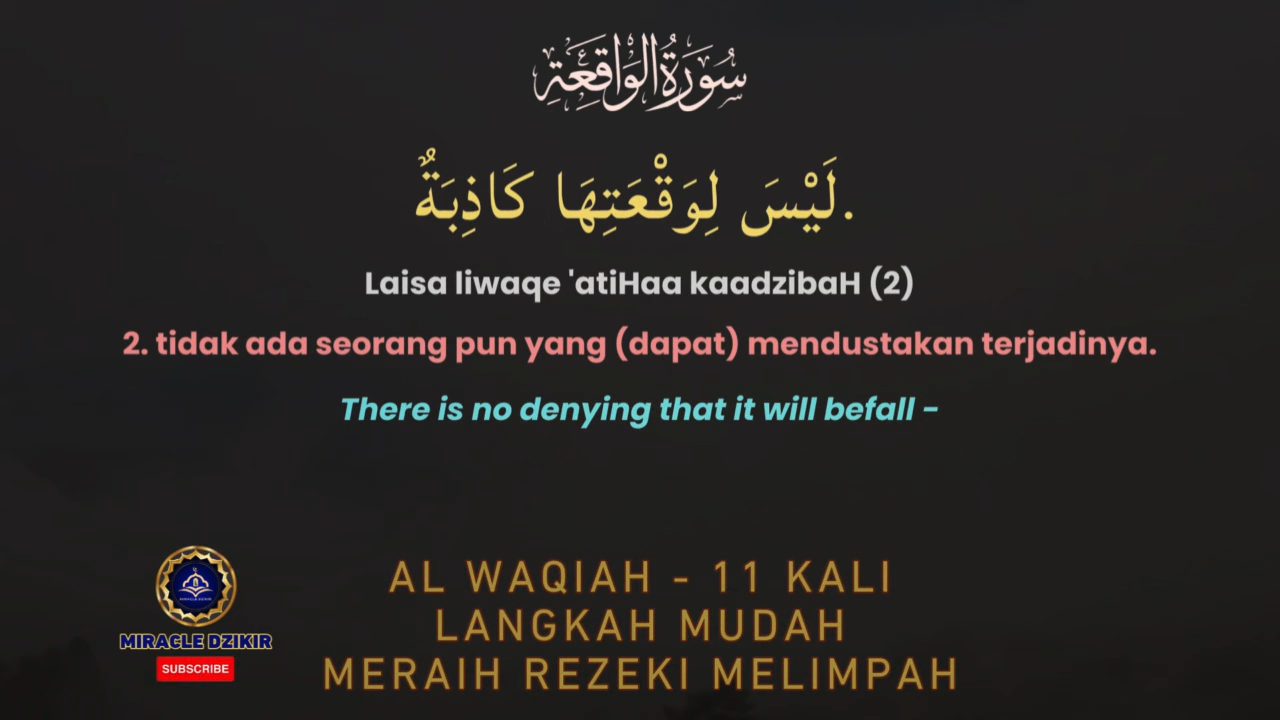 سُورَةُ الوَاقِعَةِ
لَيْسَ لِوَقْعَتِهَا كَاذِبَةٌ.
Laisa liwaqe 'atiHaa kaadzibaH (2)
2. tidak ada seorang pun yang (dapat) mendustakan terjadinya.
There is no denying that it will befall -
AL WAQIAH - 11 KALI
LANGKAH MUDAH
MERAIH REZEKI MELIMPAH
MIRACLE DZIKIR
MIRACLE DZIKIR
SUBSCRIBE